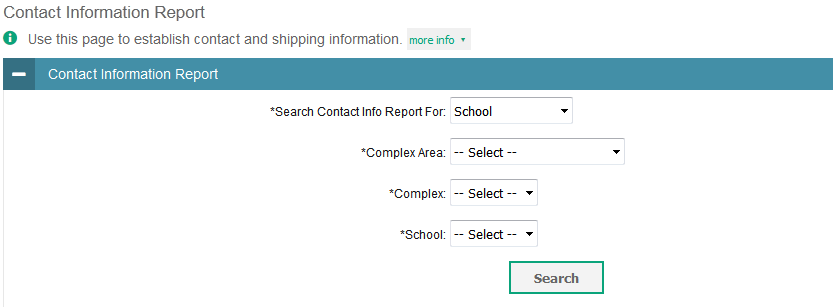 Contact Information Report
Use this page to establish contact and shipping information. more info
Contact Information Report
*Search Contact Info Report For: School
*Complex Area: -- Select --
*Complex: -- Select --
*School: -- Select --
Search